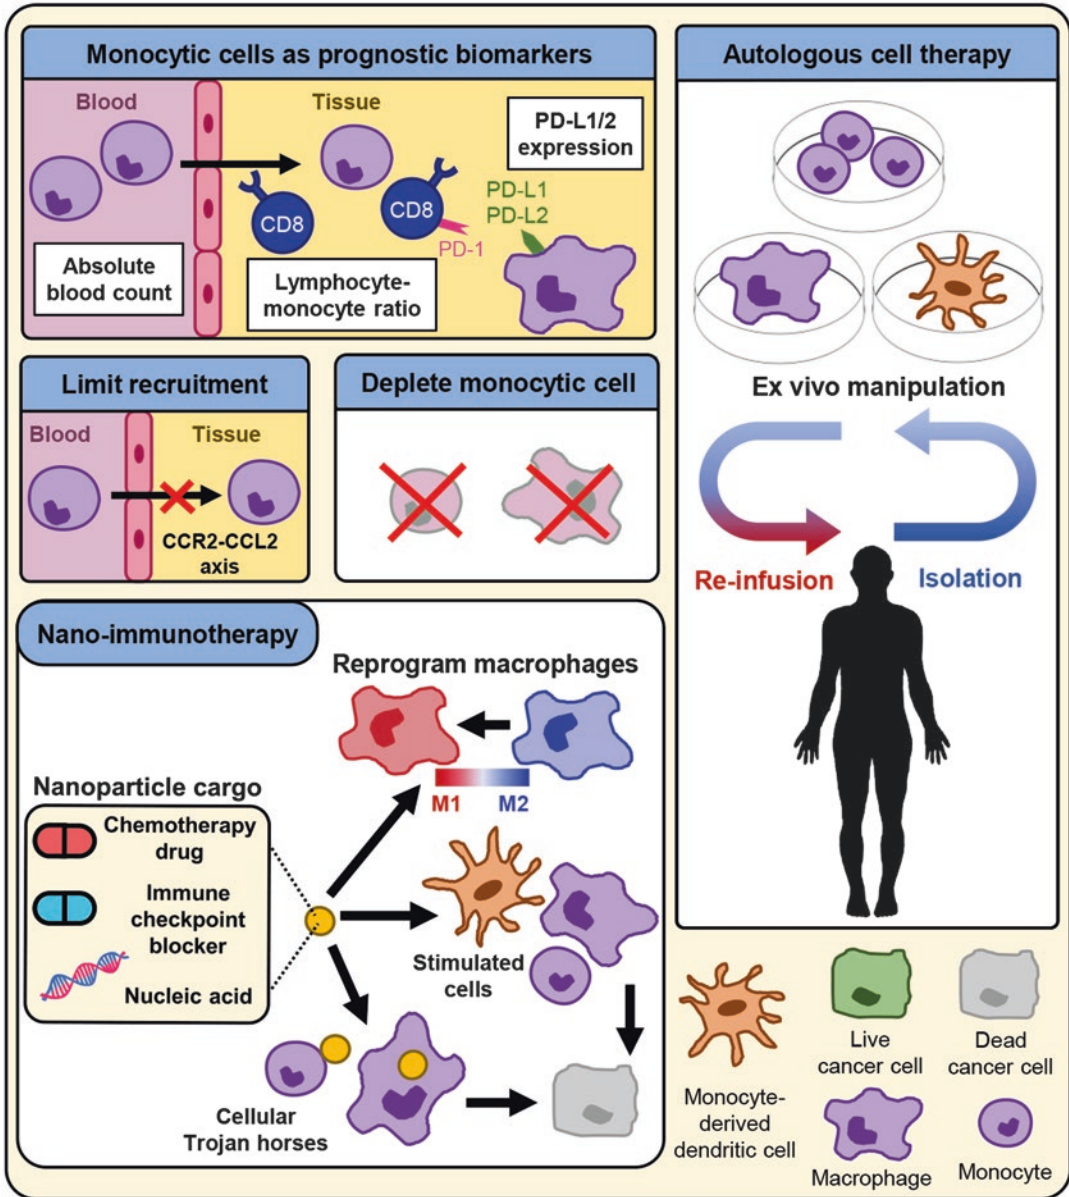 Monocytic cells as prognostic biomarkers
Blood
Tissue
PD-L1/2
expression
CD8
CD8
PD-L1
PD-L2
PD-1
Absolute
blood count
Lymphocyte-
monocyte ratio
Limit recruitment
Blood
Tissue
CCR2-CCL2
axis
Deplete monocytic cell
Autologous cell therapy
Ex vivo manipulation
Re-infusion
Isolation
Nano-immunotherapy
Reprogram macrophages
M1
M2
Nanoparticle cargo
Chemotherapy
drug
Immune
checkpoint
blocker
Nucleic acid
Stimulated
cells
Cellular
Trojan horses
Monocyte-
derived
dendritic cell
Live
cancer cell
Dead
cancer cell
Macrophage
Monocyte